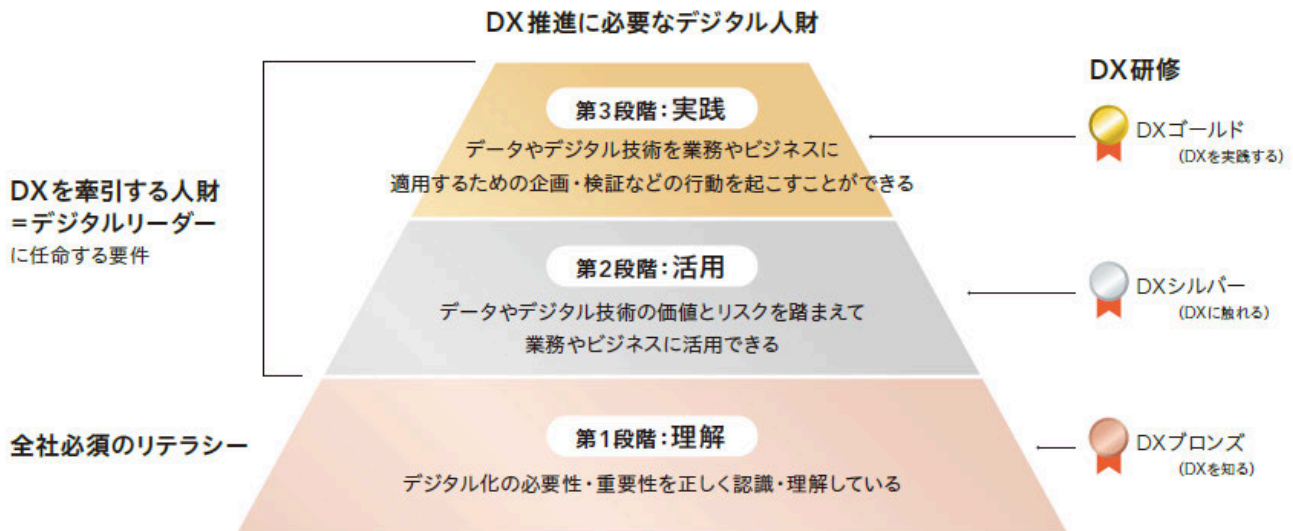 DX推進に必要なデジタル人財
DXを牽引する人財
=デジタルリーダー
に任命する要件
全社必須のリテラシー
第3段階：実践
データやデジタル技術を業務やビジネスに
適用するための企画・検証などの行動を起こすことができる
第2段階：活用
データやデジタル技術の価値とリスクを踏まえて
業務やビジネスに活用できる
第1段階：理解
デジタル化の必要性・重要性を正しく認識・理解している
DX研修
DXゴールド
(DXを実践する)
DXシルバー
(DXに触れる)
DXブロンズ
(DXを知る)